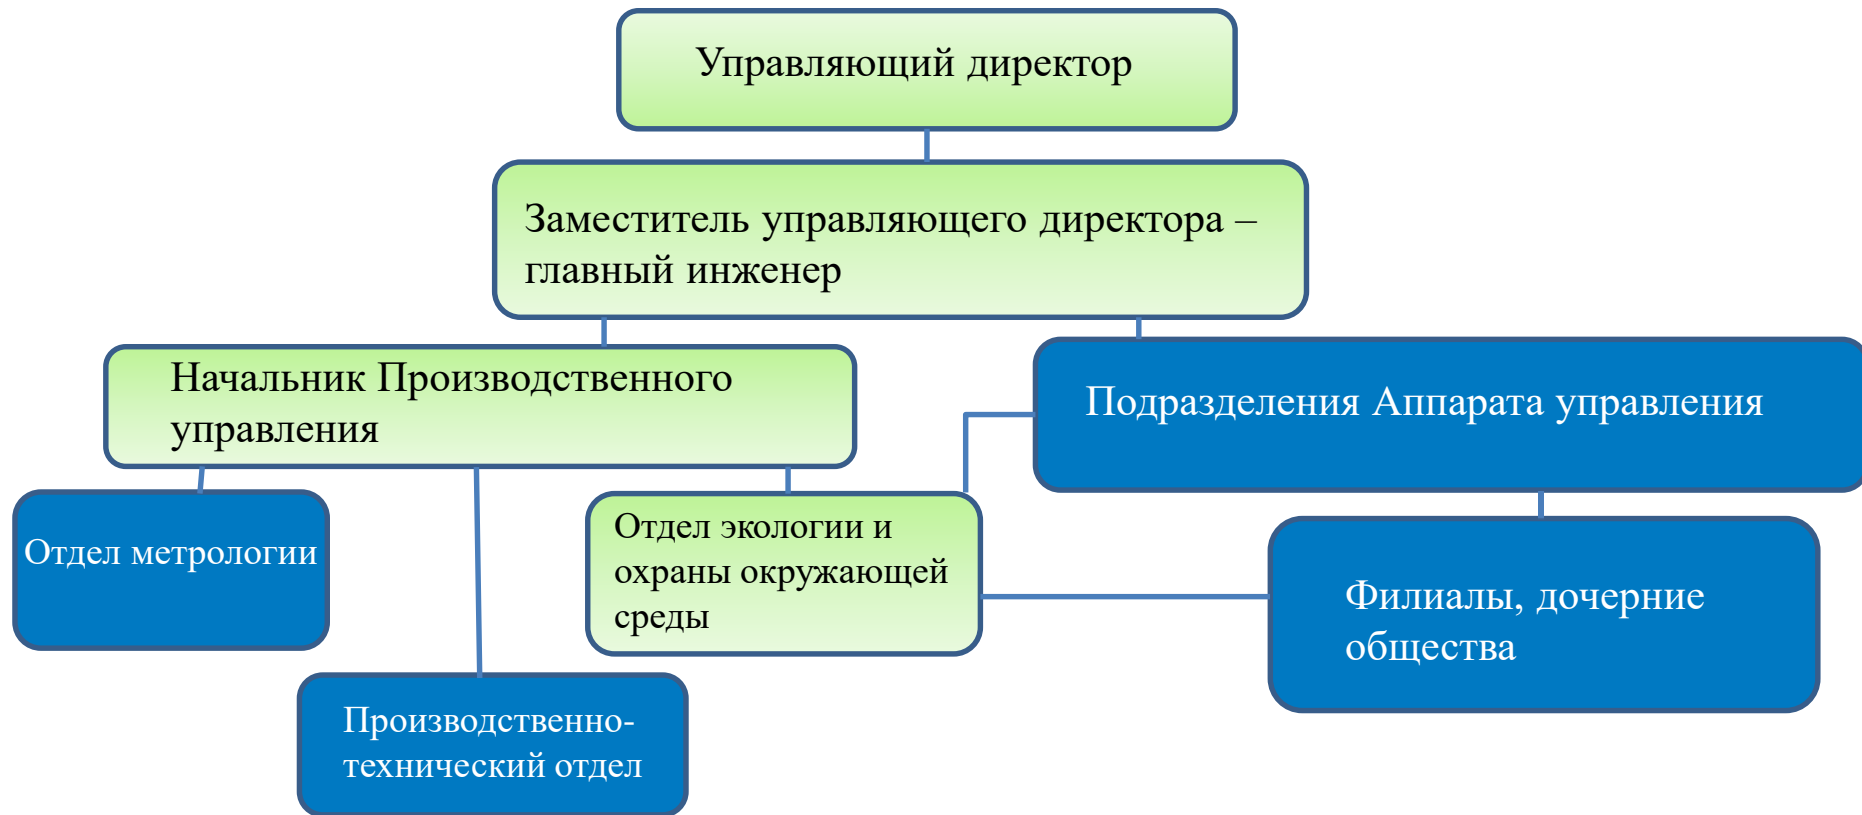 Управляющий директор
Заместитель управляющего директора –
главный инженер
Начальник Производственного
управления
Подразделения Аппарата управления
Отдел метрологии
Отдел экологии и
охраны окружающей
среды
Филиалы, дочерние
общества
Производственно-
технический отдел